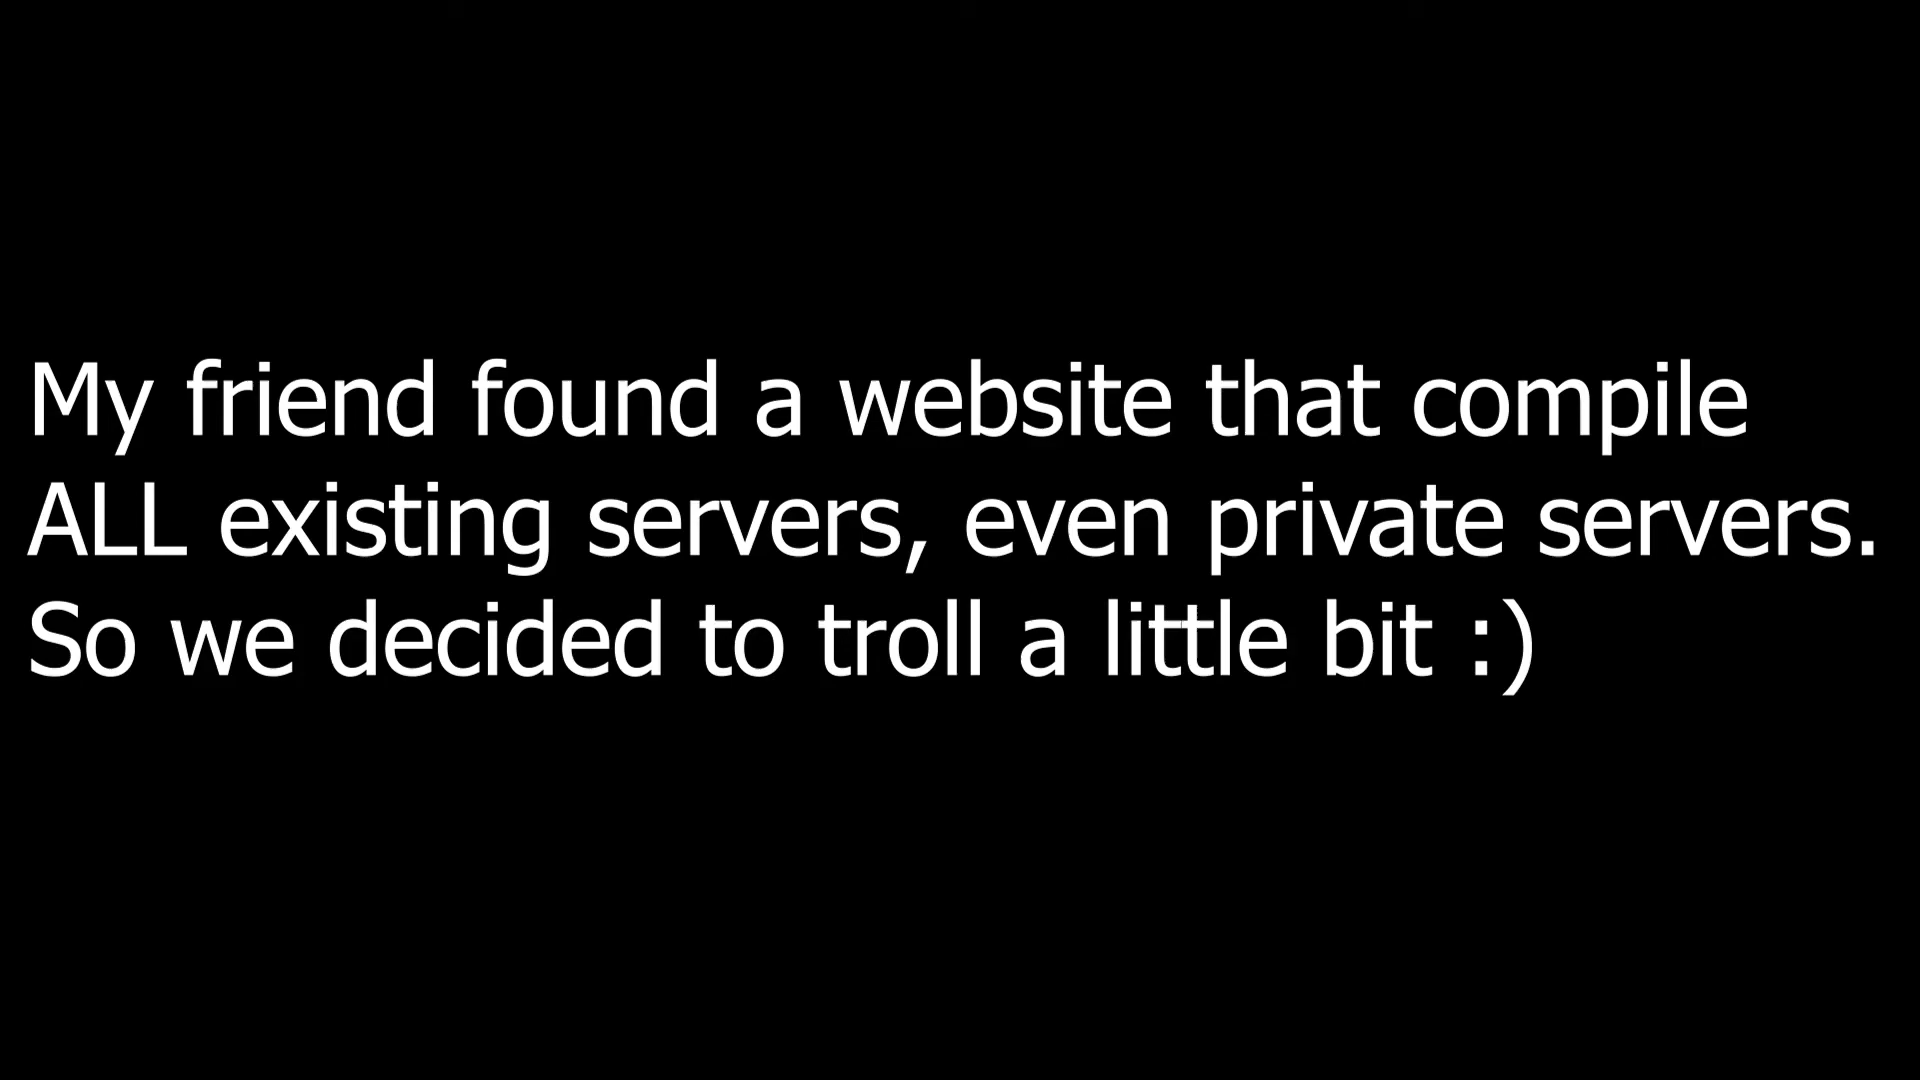 My friend found a website that compile
ALL existing servers, even private servers.
So we decided to troll a little bit :)